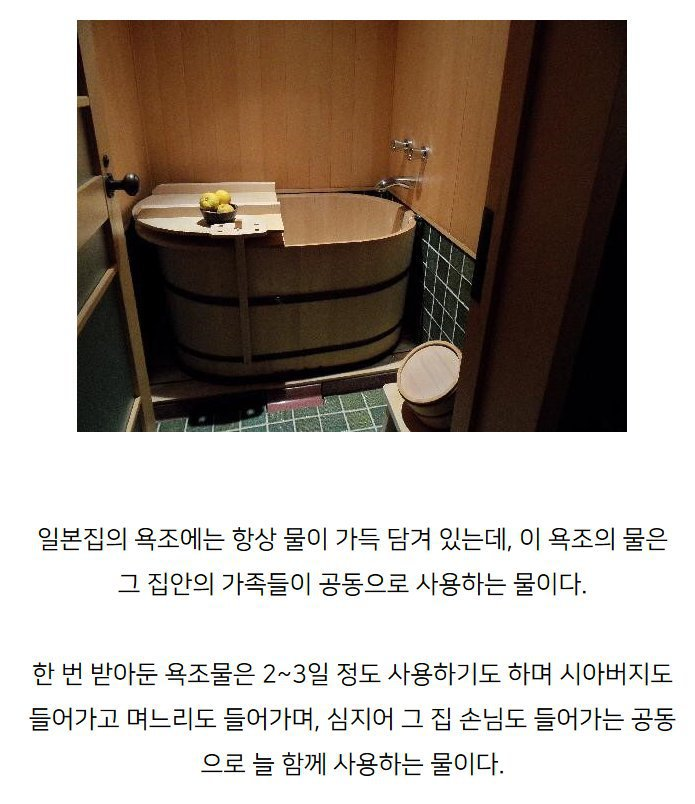 일본집의 욕조에는 항상 물이 가득 담겨 있는데, 이 욕조의 물은
그 집안의 가족들이 공동으로 사용하는 물이다.
한 번 받아둔 욕조물은 2~3일 정도 사용하기도 하며 시아버지도
들어가고 며느리도 들어가며, 심지어 그 집 손님도 들어가는 공동
으로 늘 함께 사용하는 물이다.